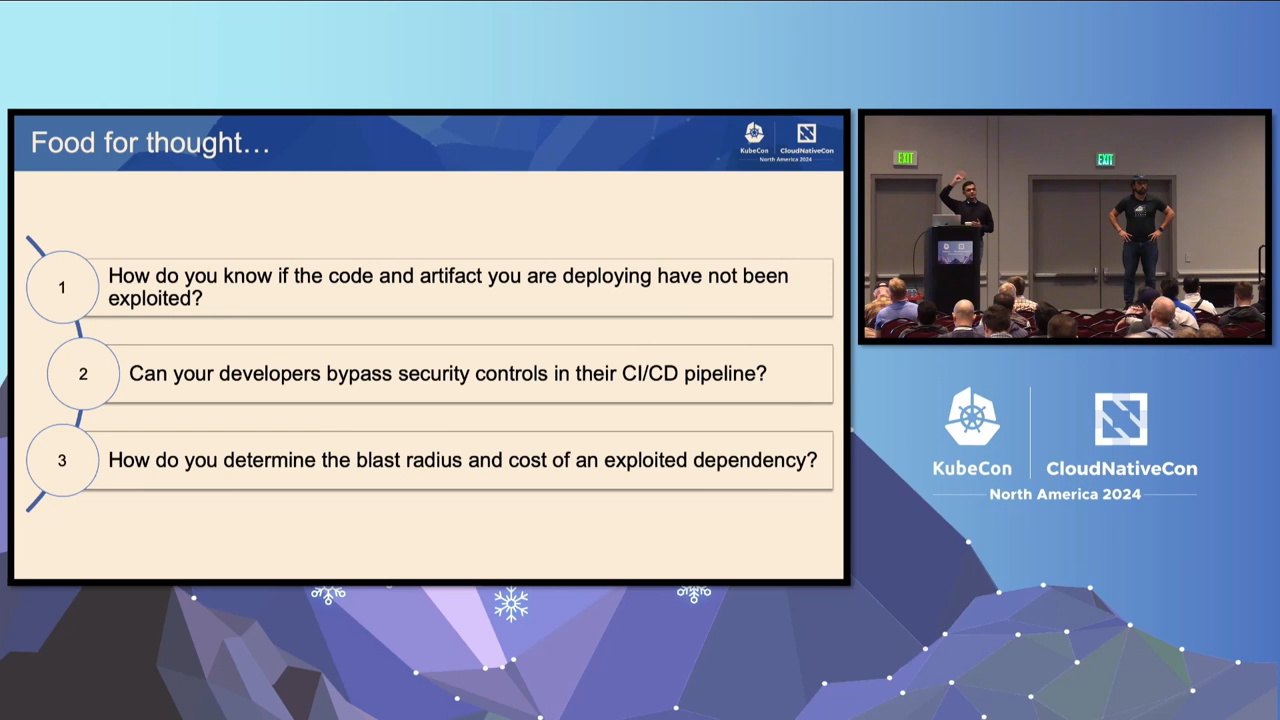 Food for thought…
KubeCon
CloudNativeCon
North America 2024
1
How do you know if the code and artifact you are deploying have not been
exploited?
2
Can your developers bypass security controls in their CI/CD pipeline?
3
How do you determine the blast radius and cost of an exploited dependency?
EXIT
EXIT
KubeCon
CloudNativeCon
North America 2024